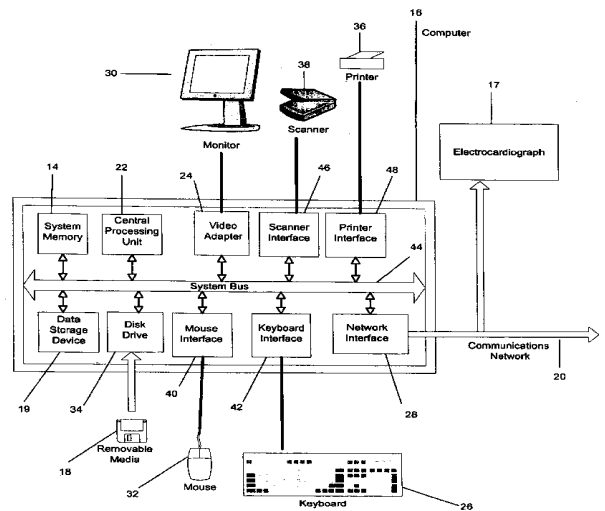 36
16
Computer
30
38
Printer
17
Scanner
Electrocardiograph
Monitor
14
22
24
46
48
System
Memory
Central
Processing
Unit
Video
Adapter
Scanner
Interface
Printer
Interface
44
System Bus
Data
Storage
Device
Disk
Drive
Mouse
Interface
Keyboard
Interface
Network
Interface
Communications
Network
20
19
34
40
42
28
18
Removable
Media
32
Mouse
Keyboard
26